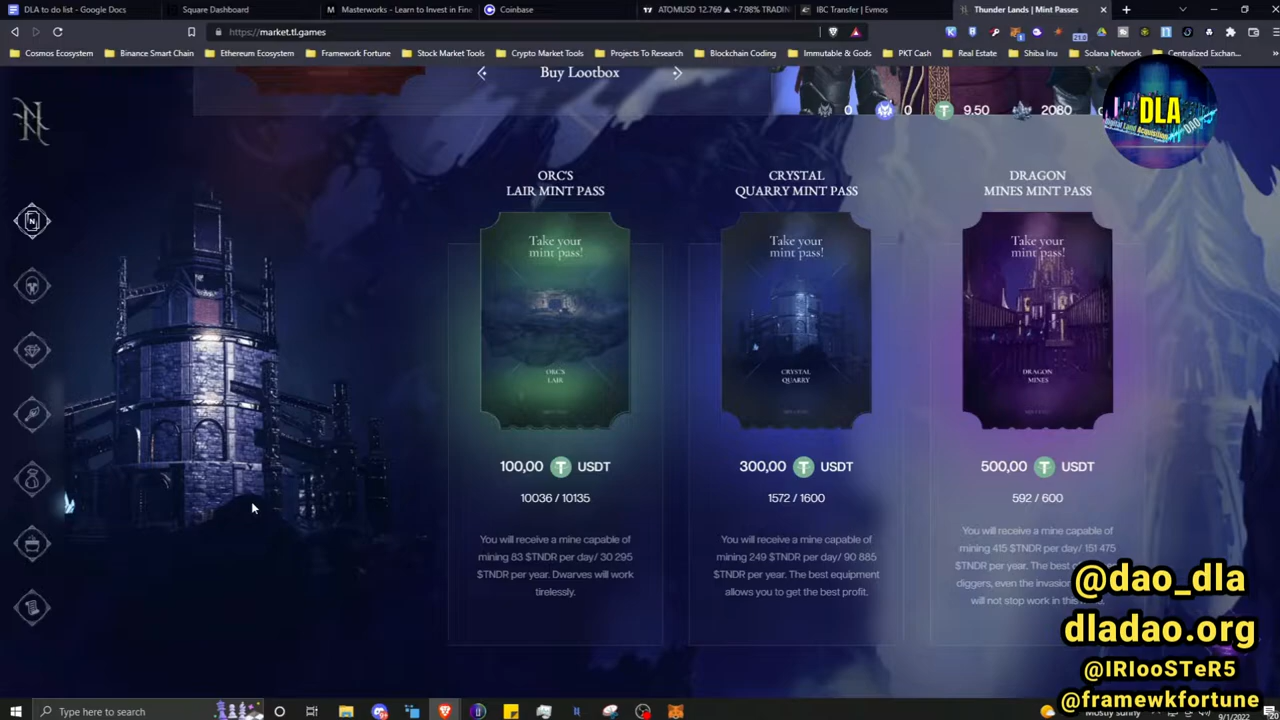 DLA to do list - Google Docs
Square Dashboard
Masterworks - Learn to Invest in Fine
Coinbase
ATOMUSD 12.769 ▲ +7.98% TRADIN
IBC Transfer | Evmos
Thunder Lands | Mint Passes
https://market.tl.games
Cosmos Ecosystem
Binance Smart Chain
Ethereum Ecosystem
Framework Fortune
Stock Market Tools
Crypto Market Tools
Projects To Research
Blockchain Coding
Immutable & Gods
PKT Cash
Real Estate
Shiba Inu
Solana Network
Centralized Exchan...
Buy Lootbox
0
0
9.50
2080
DLA
Digital Land Acquisition
DAO
ORC'S
LAIR MINT PASS
CRYSTAL
QUARRY MINT PASS
DRAGON
MINES MINT PASS
Take your
mint pass!
ORC'S
LAIR
Take your
mint pass!
CRYSTAL
QUARRY
Take your
mint pass!
DRAGON
MINES
100,00 USDT
300,00 USDT
500,00 USDT
10036 / 10135
1572 / 1600
592 / 600
You will receive a mine capable of
mining 83 $TNDR per day/ 30 295
$TNDR per year. Dwarves will work
tirelessly.
You will receive a mine capable of
mining 249 $TNDR per day/ 90 885
$TNDR per year. The best equipment
allows you to get the best profit.
You will receive a mine capable of
mining 415 $TNDR per day/ 151 475
$TNDR per year. The best
diggers, even the invasion
will not stop work in this
@dao_dla
dladao.org
@IRIooSTeR5
@framewkfortune
Type here to search
Mostly sunny
9/1/2022